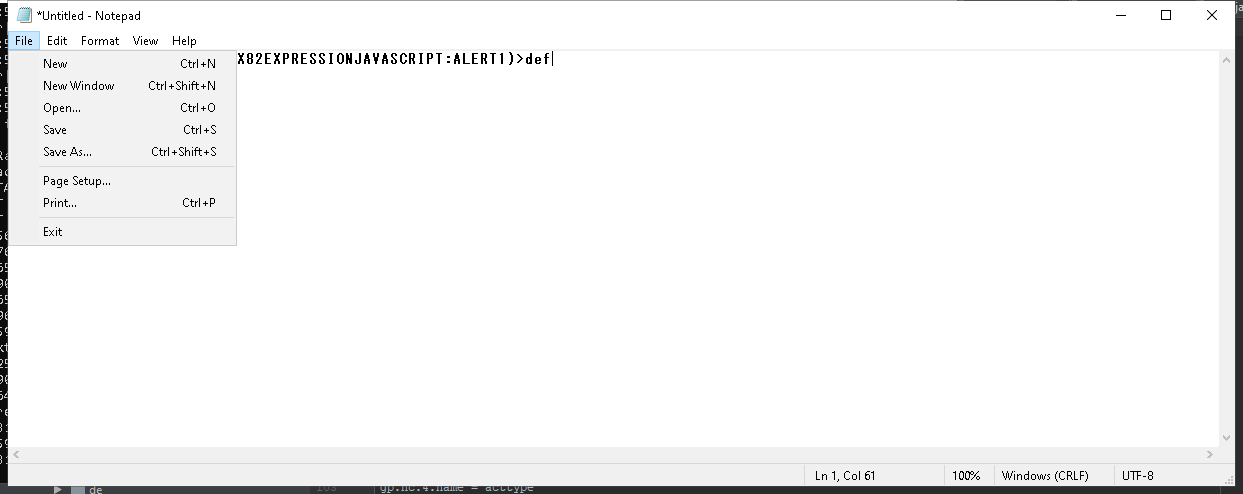 *Untitled - Notepad
File Edit Format View Help
X82EXPRESSIONJAVASCRIPT:ALERT1)>def
New Ctrl+N
New Window Ctrl+Shift+N
Open... Ctrl+O
Save Ctrl+S
Save As... Ctrl+Shift+S
Page Setup...
Print... Ctrl+P
Exit
Ln 1, Col 61 100% Windows (CRLF) UTF-8
de gp.nc.4.name = acctype